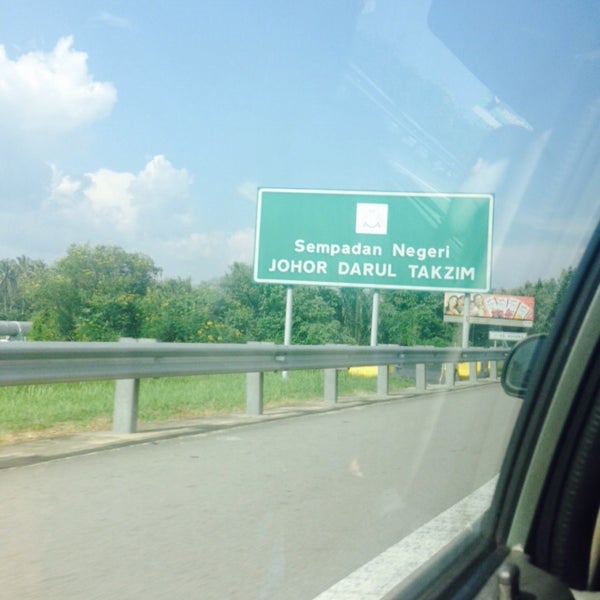 Sempadan Negeri
JOHOR DARUL TAKZIM